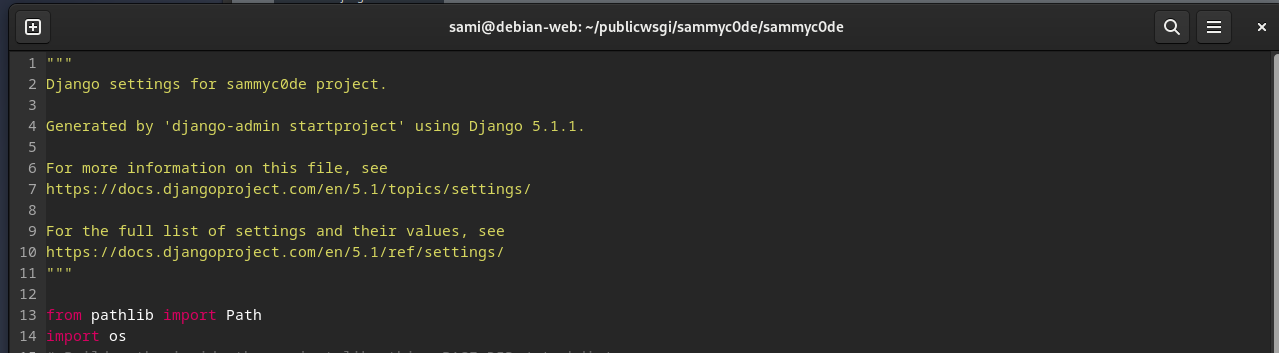 sami@debian-web: ~/publicwsgi/sammyc0de/sammyc0de
1 """
2 Django settings for sammyc0de project.
3
4 Generated by 'django-admin startproject' using Django 5.1.1.
5
6 For more information on this file, see
7 https://docs.djangoproject.com/en/5.1/topics/settings/
8
9 For the full list of settings and their values, see
10 https://docs.djangoproject.com/en/5.1/ref/settings/
11 """
12
13 from pathlib import Path
14 import os